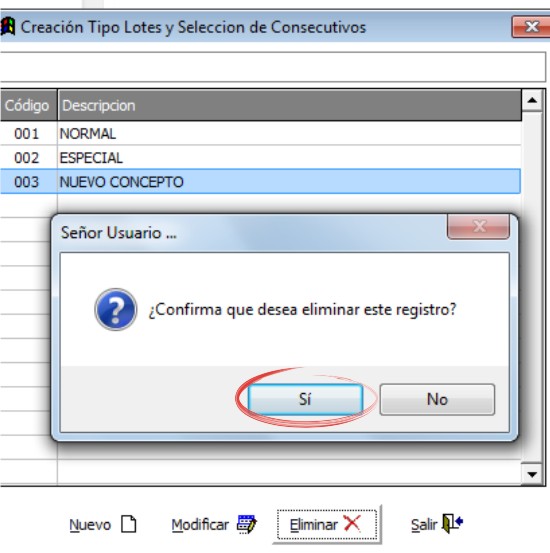 Creación Tipo Lotes y Seleccion de Consecutivos
Código Descripcion
001 NORMAL
002 ESPECIAL
003 NUEVO CONCEPTO
Señor Usuario ...
¿Confirma que desea eliminar este registro?
Sí No
Nuevo Modificar Eliminar Salir